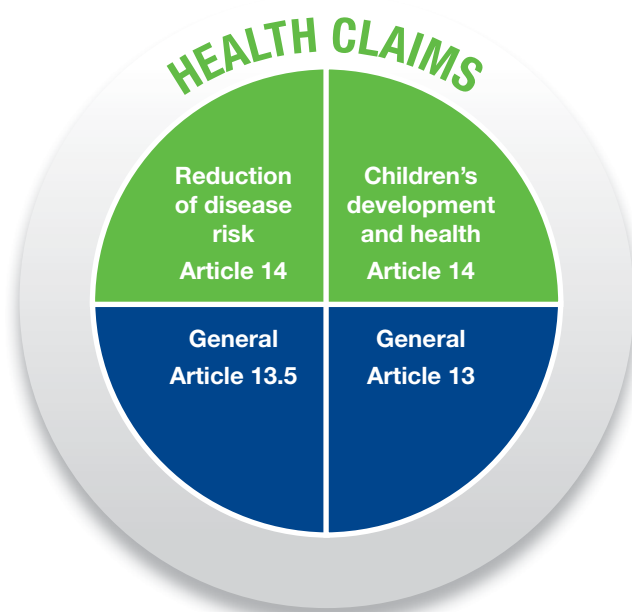 HEALTH CLAIMS
Reduction
of disease
risk
Article 14
Children’s
development
and health
Article 14
General
Article 13.5
General
Article 13